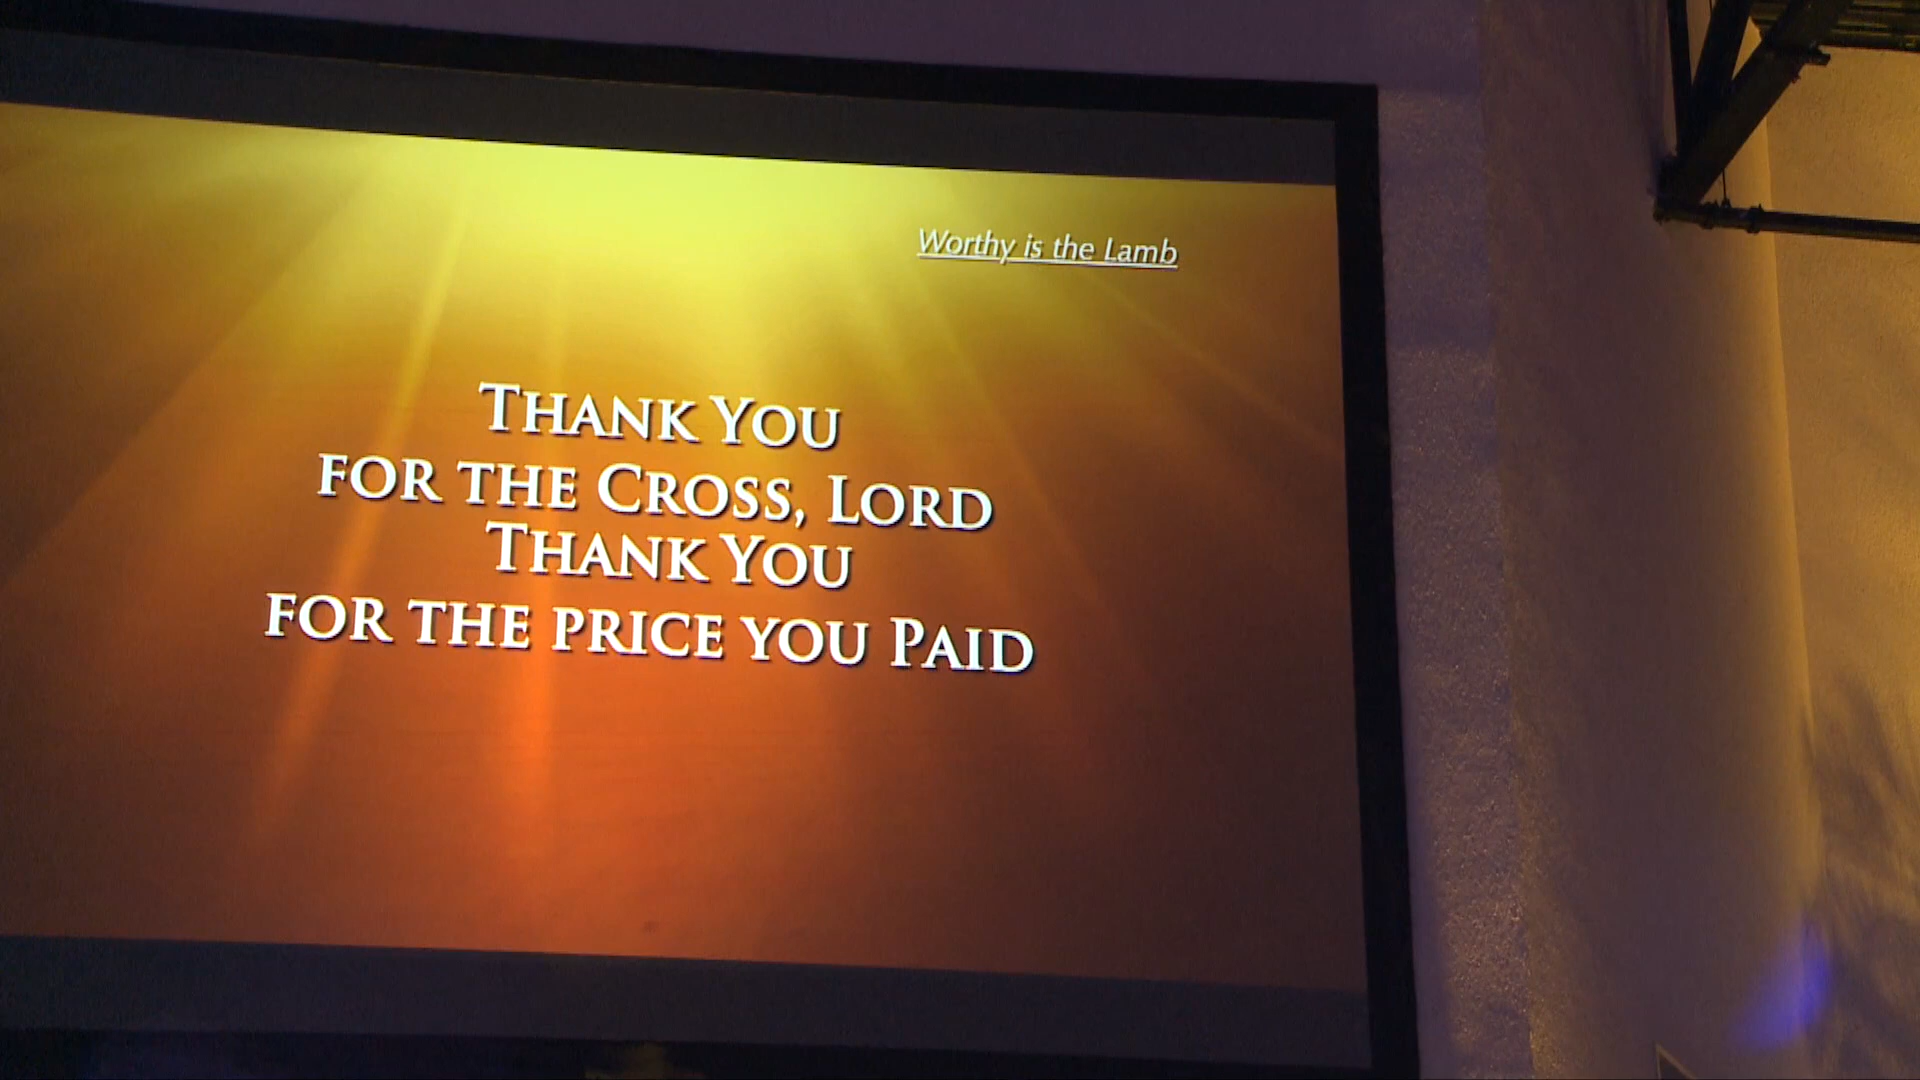 Worthy is the Lamb
Thank You
for the Cross, Lord
Thank You
for the price you Paid